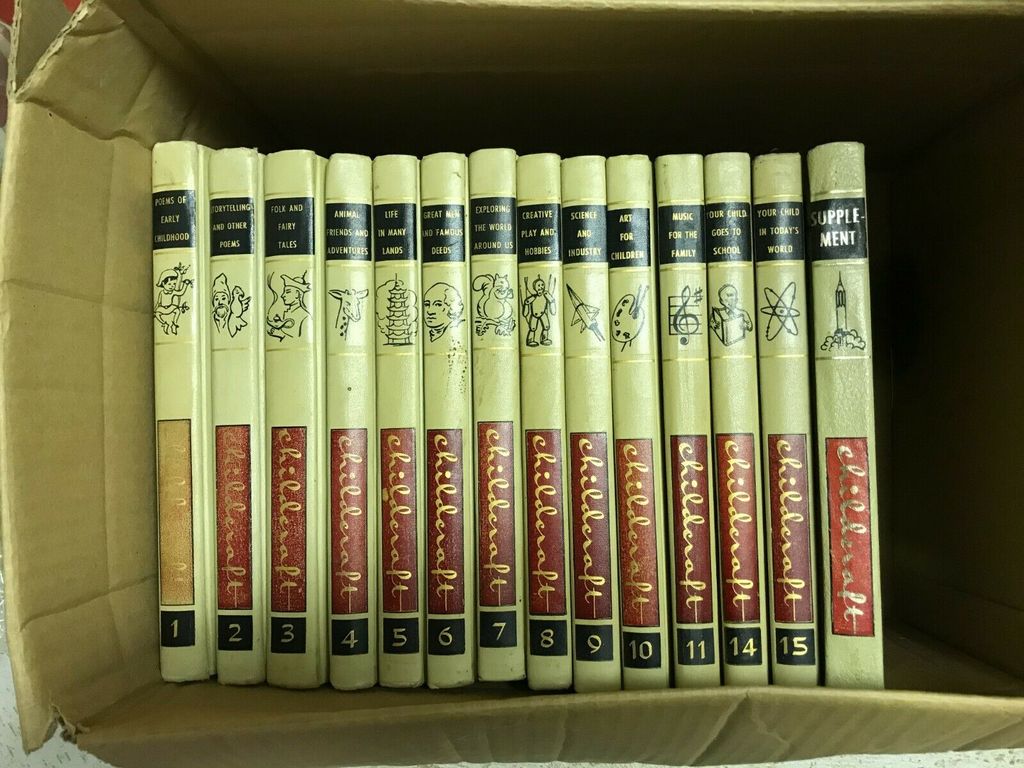 POEMS OF
EARLY
CHILDHOOD
childcraft
1
STORYTELLING
AND OTHER
POEMS
childcraft
2
FOLK AND
FAIRY
TALES
childcraft
3
ANIMAL
FRIENDS AND
ADVENTURES
childcraft
4
LIFE
IN MANY
LANDS
childcraft
5
GREAT MEN
AND FAMOUS
DEEDS
childcraft
6
EXPLORING
THE WORLD
AROUND US
childcraft
7
CREATIVE
PLAY AND
HOBBIES
childcraft
8
SCIENCE
AND
INDUSTRY
childcraft
9
ART
FOR
CHILDREN
childcraft
10
MUSIC
FOR THE
FAMILY
childcraft
11
YOUR CHILD
GOES TO
SCHOOL
childcraft
14
YOUR CHILD
IN TODAY'S
WORLD
childcraft
15
SUPPLE-
MENT
childcraft